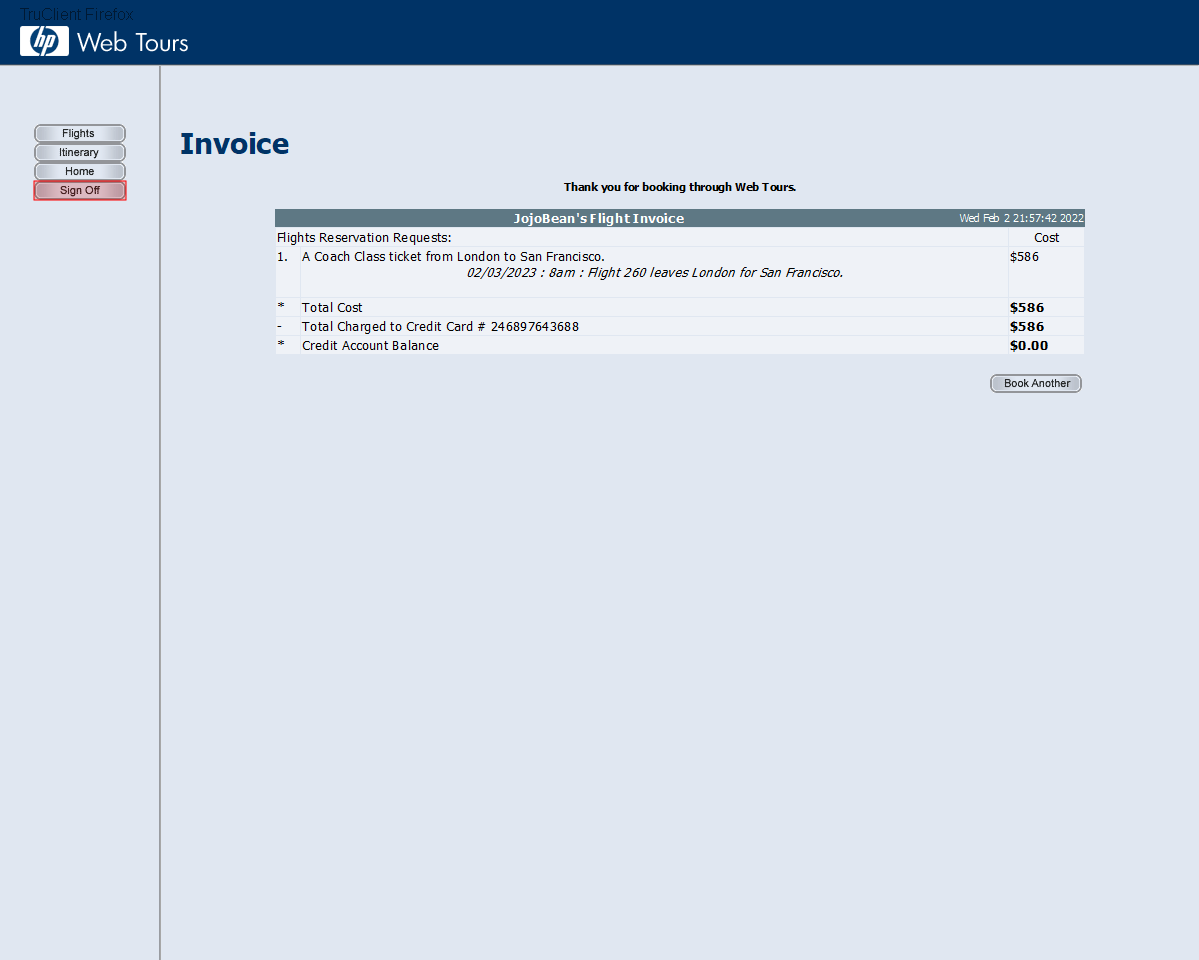 TruClient Firefox
hp Web Tours
Flights
Itinerary
Home
Sign Off
Invoice
Thank you for booking through Web Tours.
JojoBean's Flight Invoice Wed Feb 2 21:57:42 2022
Flights Reservation Requests: Cost
1. A Coach Class ticket from London to San Francisco. $586
02/03/2023 : 8am : Flight 260 leaves London for San Francisco.
* Total Cost $586
- Total Charged to Credit Card # 246897643688 $586
* Credit Account Balance $0.00
Book Another